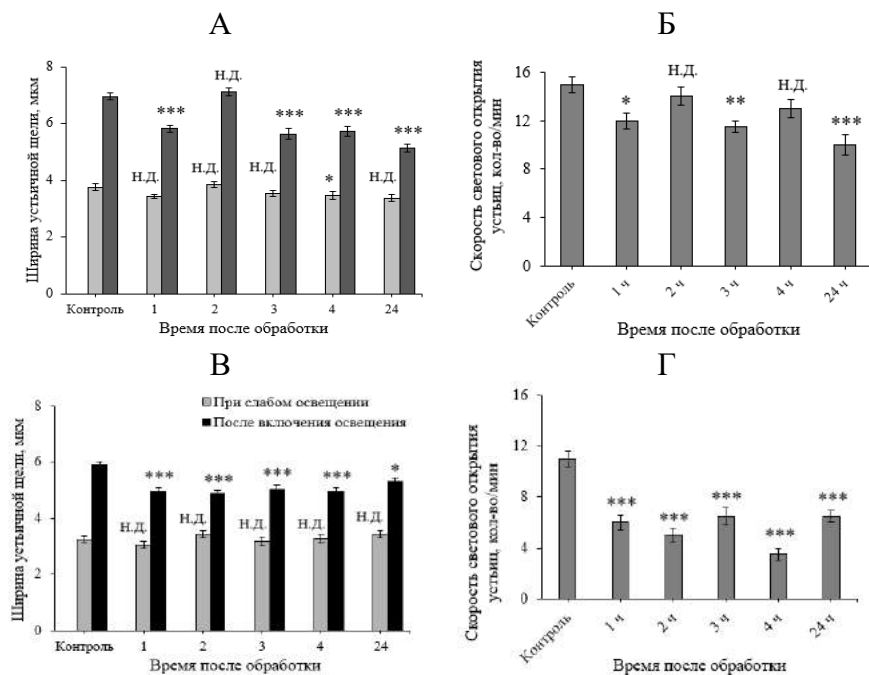 А
Ширина устьичной щели, мкм
8
6
4
2
0
Н.Д.
***
*** ***
***
Н.Д. Н.Д. Н.Д. * Н.Д.
Контроль 1 2 3 4 24
Время после обработки
Б
Скорость светового открытия
устьиц, кол-во/мин
16
12
8
4
0
*
Н.Д.
**
Н.Д.
***
Контроль 1 ч 2 ч 3 ч 4 ч 24 ч
Время после обработки
В
Ширина устьичной щели, мкм
8
6
4
2
0
При слабом освещении
После включения освещения
*** *** *** *** *
Н.Д. Н.Д. Н.Д. Н.Д. Н.Д.
Контроль 1 2 3 4 24
Время после обработки
Г
Скорость светового открытия
устьиц, кол-во/мин
16
12
8
4
0
*** *** *** *** ***
Контроль 1 ч 2 ч 3 ч 4 ч 24 ч
Время после обработки